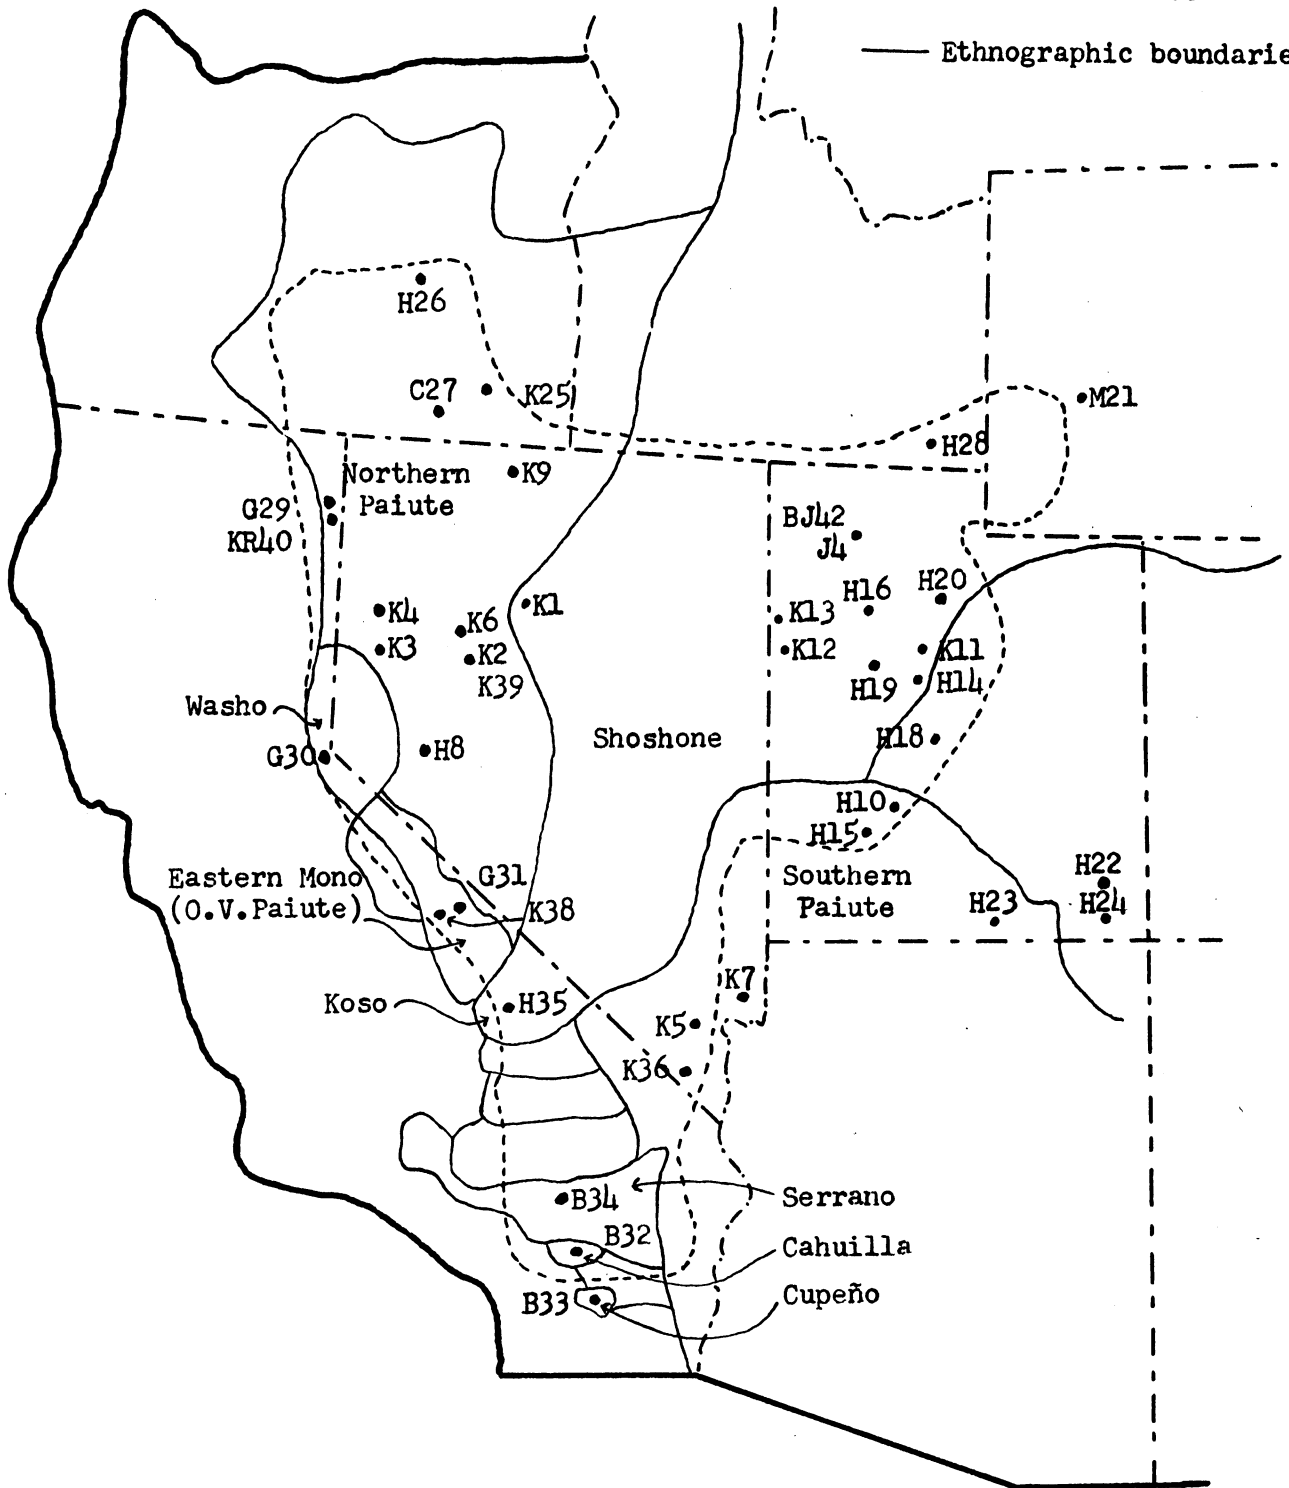 Ethnographic boundarie
H26
C27
K25
M21
H28
Northern
Paiute
K9
G29
KR40
BJ42
J4
H16
H20
K4
K6
K1
K13
K3
K2
K39
K12
K11
H19
H14
Washo
G30
H8
Shoshone
H18
H10
H15
Eastern Mono
(O.V.Paiute)
G31
K38
Southern
Paiute
H22
H23
H24
Koso
H35
K7
K5
K36
B34
Serrano
B32
Cahuilla
B33
Cupeño